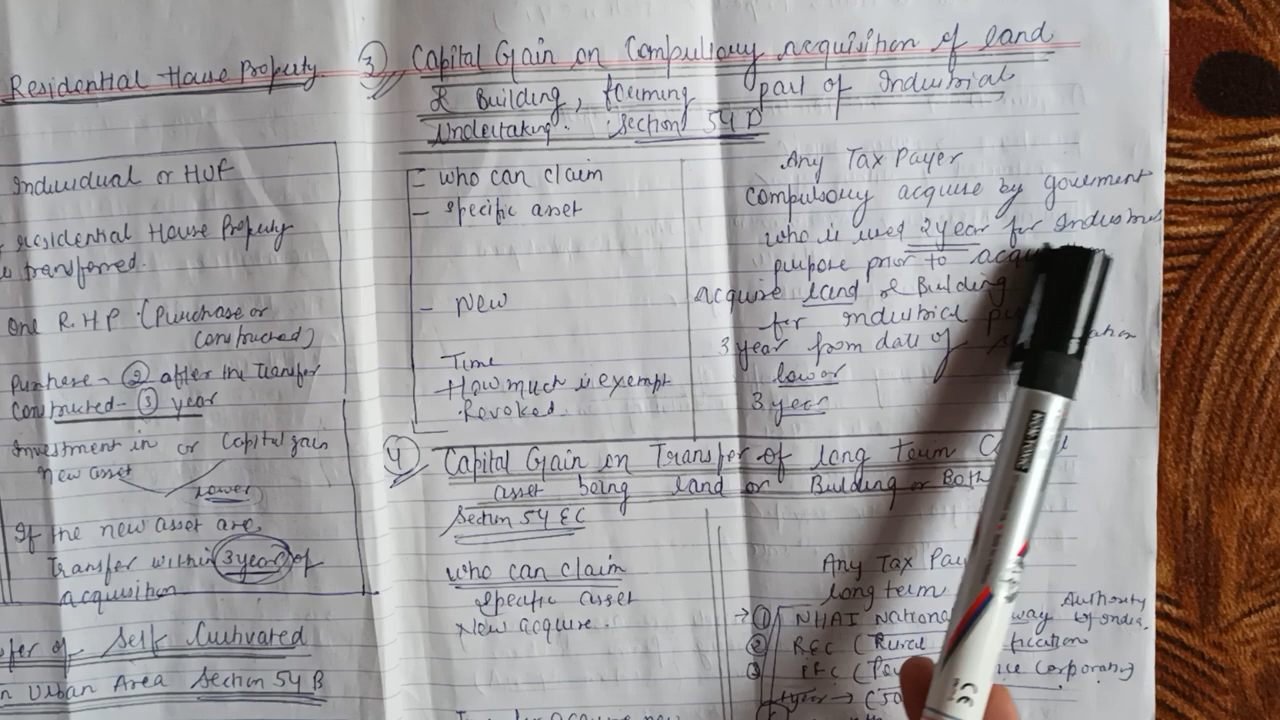 Residential House Property
Individual or HUF
Residential House Property
is transferred.
One R.H.P. (Purchase or
Constructed)
Purchase - ② after the transfer
Constructed - ③ year
Investment in or Capital gain
New asset
Lower
If the new asset are,
Transfer within 3 year of
acquisition
of Self Cultivated
Urban Area Section 54 B
③ Capital Gain on Compulsory acquisition of land
& Building, forming part of Industrial
Undertaking. Section 54 D
- who can claim Any Tax Payer
- specific asset Compulsory acquire by goverment
who is used 2 year for
purpose prior to
- New acquire land & Building
for industrial
Time 3 year from date of
- How much is exempt lower
. Revoked. 3 year
④ Capital Gain on Transfer of long term
asset being land or Building or Both
Section 54 EC
who can claim Any Tax
specific asset long term
New acquire. → ① NHAI Authority of India.
② REC (Rural
③ PFC Corporation)
CE